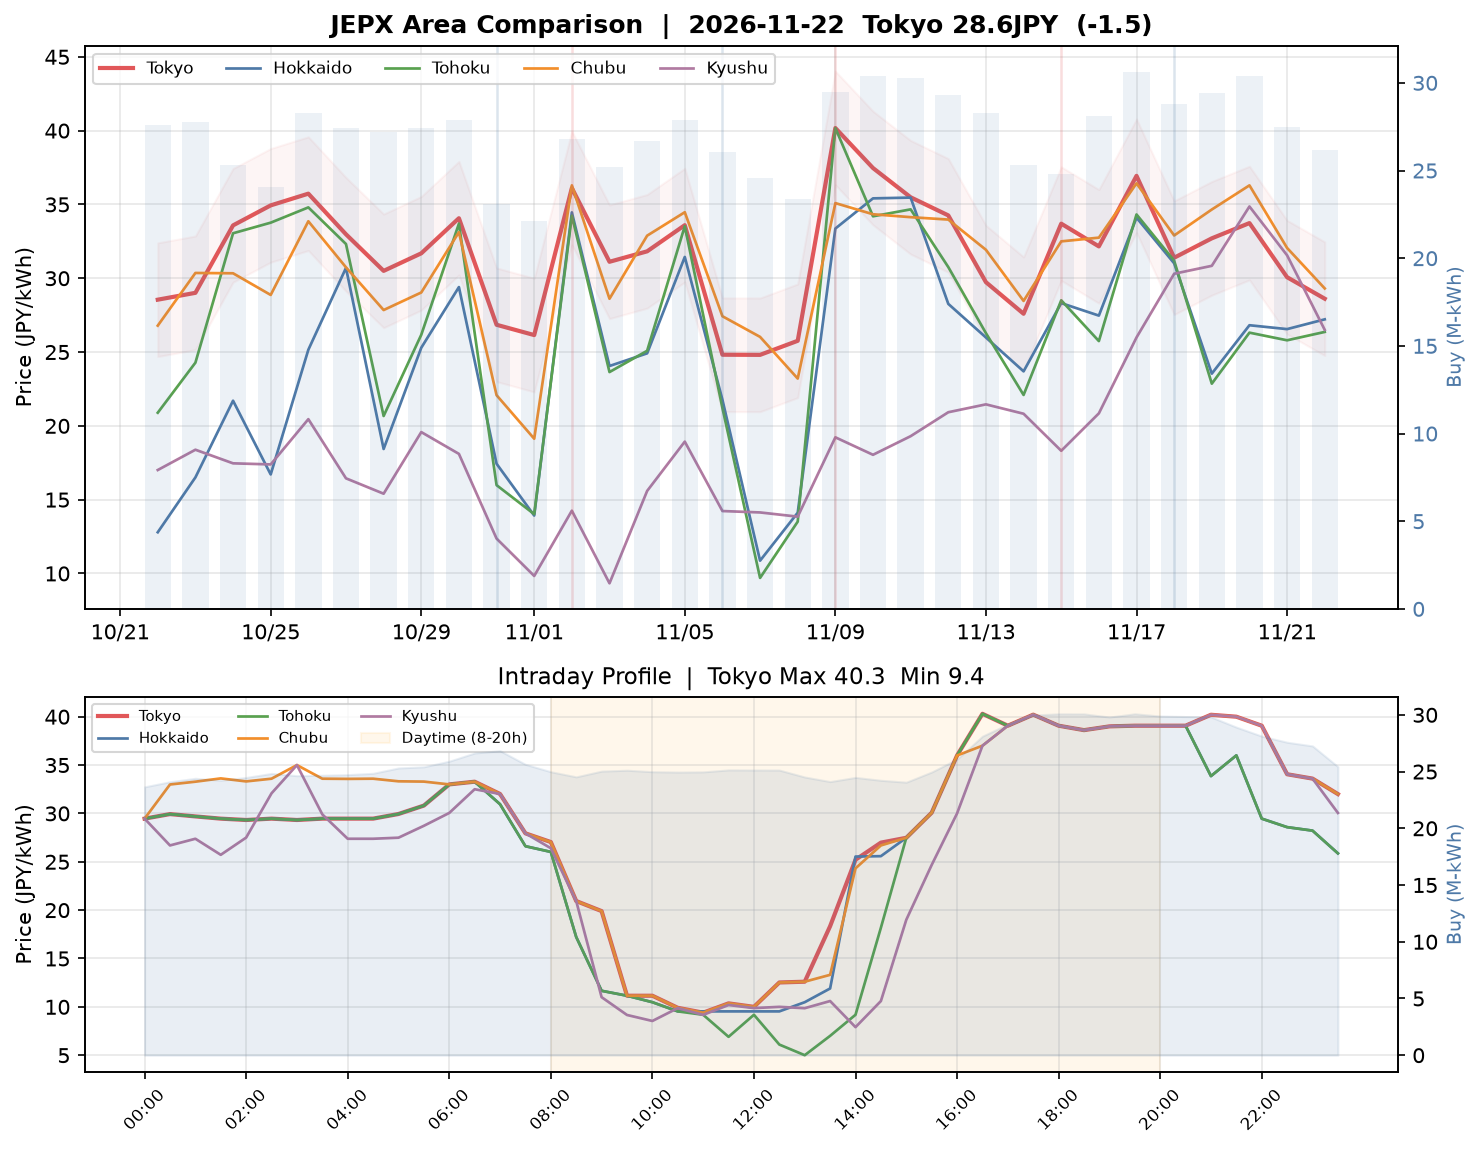 JEPX Area Comparison | 2026-11-22 Tokyo 28.6JPY (-1.5)
Tokyo Hokkaido Tohoku Chubu Kyushu
Price (JPY/kWh)
45
40
35
30
25
20
15
10
Buy (M-kWh)
30
25
20
15
10
5
0
10/21 10/25 10/29 11/01 11/05 11/09 11/13 11/17 11/21
Intraday Profile | Tokyo Max 40.3 Min 9.4
Tokyo Tohoku Kyushu
Hokkaido Chubu Daytime (8-20h)
Price (JPY/kWh)
40
35
30
25
20
15
10
5
Buy (M-kWh)
30
25
20
15
10
5
0
00:00 02:00 04:00 06:00 08:00 10:00 12:00 14:00 16:00 18:00 20:00 22:00